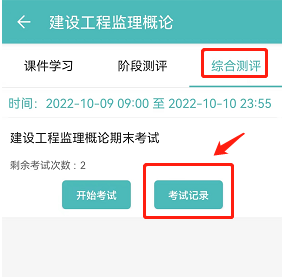 建设工程监理概论
课件学习 阶段测评 综合测评
时间：2022-10-09 09:00 至 2022-10-10 23:55
建设工程监理概论期末考试
剩余考试次数：2
开始考试 考试记录